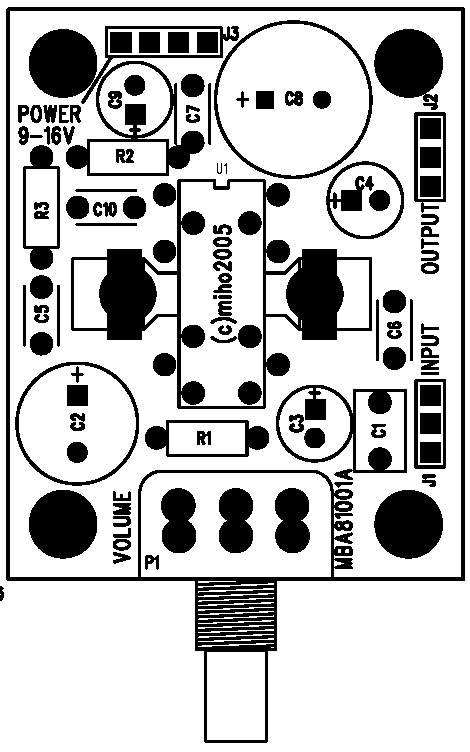 J3
POWER
9-16V
C9
+
C7
+ C8
J2
R2
U1
+ C4
R3
C10
OUTPUT
(c)miho2005
C5
C6
INPUT
+
C2
+
C3
C1
R1
J1
VOLUME
P1
MBA81001A